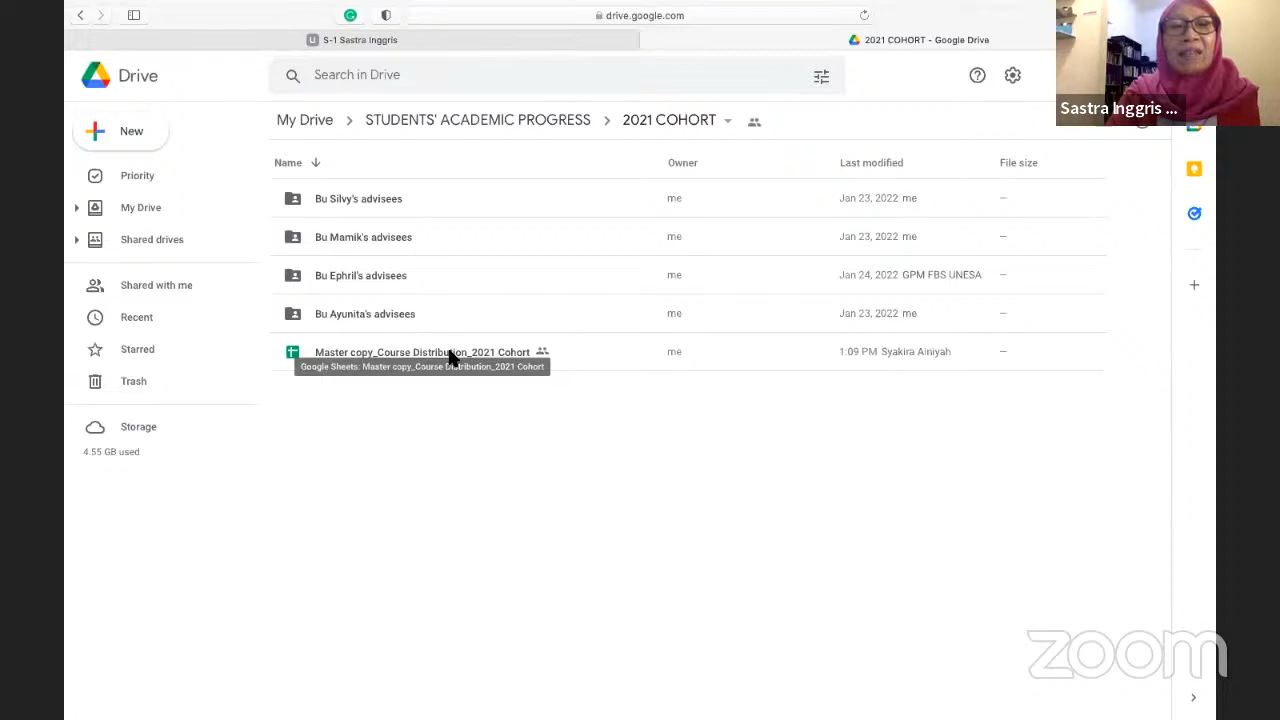 drive.google.com
S-1 Sastra Inggris
2021 COHORT - Google Drive
Drive
Search in Drive
Sastra Inggris ...
New
My Drive > STUDENTS' ACADEMIC PROGRESS > 2021 COHORT
Name
Owner
Last modified
File size
Priority
My Drive
Shared drives
Shared with me
Recent
Starred
Trash
Storage
4.55 GB used
Bu Silvy's advisees me Jan 23, 2022 me –
Bu Mamik's advisees me Jan 23, 2022 me –
Bu Ephril's advisees me Jan 24, 2022 GPM FBS UNESA –
Bu Ayunita's advisees me Jan 23, 2022 me –
Master copy_Course Distribution_2021 Cohort me 1:09 PM Syakira Ainiyah –
Google Sheets: Master copy_Course Distribution_2021 Cohort
zoom